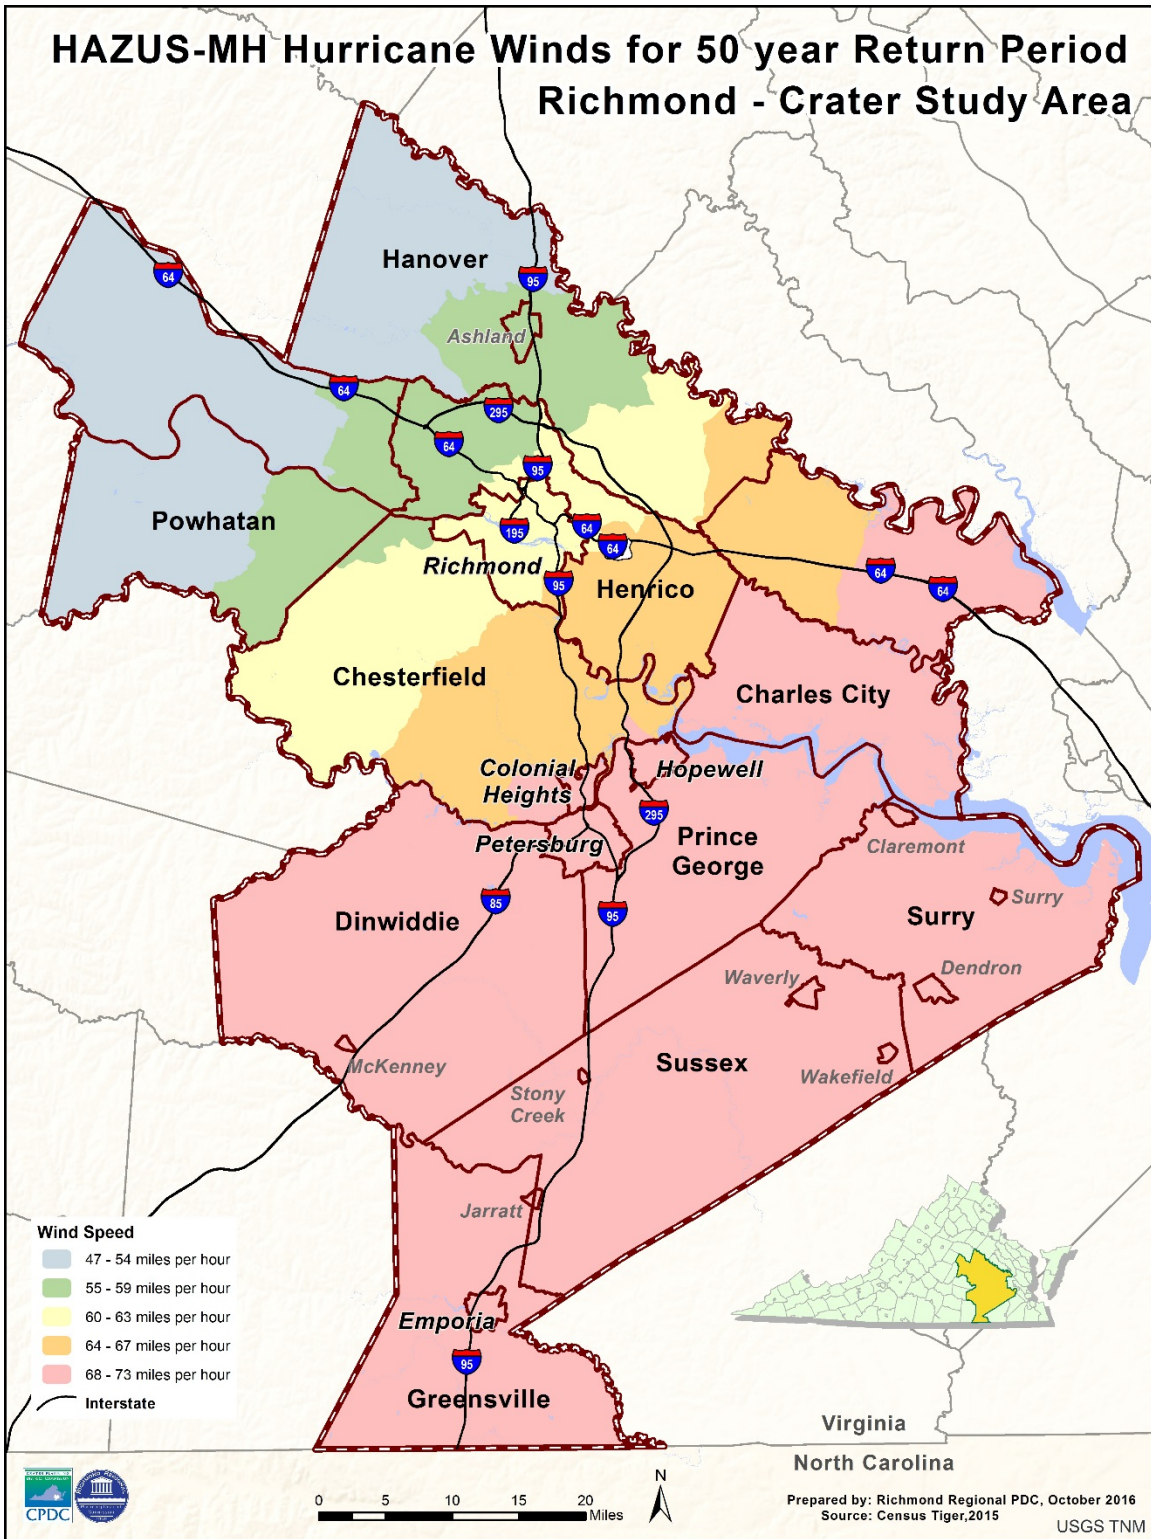 HAZUS-MH Hurricane Winds for 50 year Return Period
Richmond - Crater Study Area
Hanover
64
95
Ashland
64
295
64
95
Powhatan
195
64
64
Richmond
95
Henrico
64
64
Chesterfield
Charles City
Colonial
Heights
Hopewell
295
Petersburg
Prince
George
Claremont
85
Dinwiddie
95
Surry
Surry
Waverly
Dendron
McKenney
Sussex
Wakefield
Stony
Creek
Jarratt
Emporia
95
Greensville
Wind Speed
47 - 54 miles per hour
55 - 59 miles per hour
60 - 63 miles per hour
64 - 67 miles per hour
68 - 73 miles per hour
Interstate
Virginia
North Carolina
CPDC
0 5 10 15 20
Miles
N
Prepared by: Richmond Regional PDC, October 2016
Source: Census Tiger,2015
USGS TNM